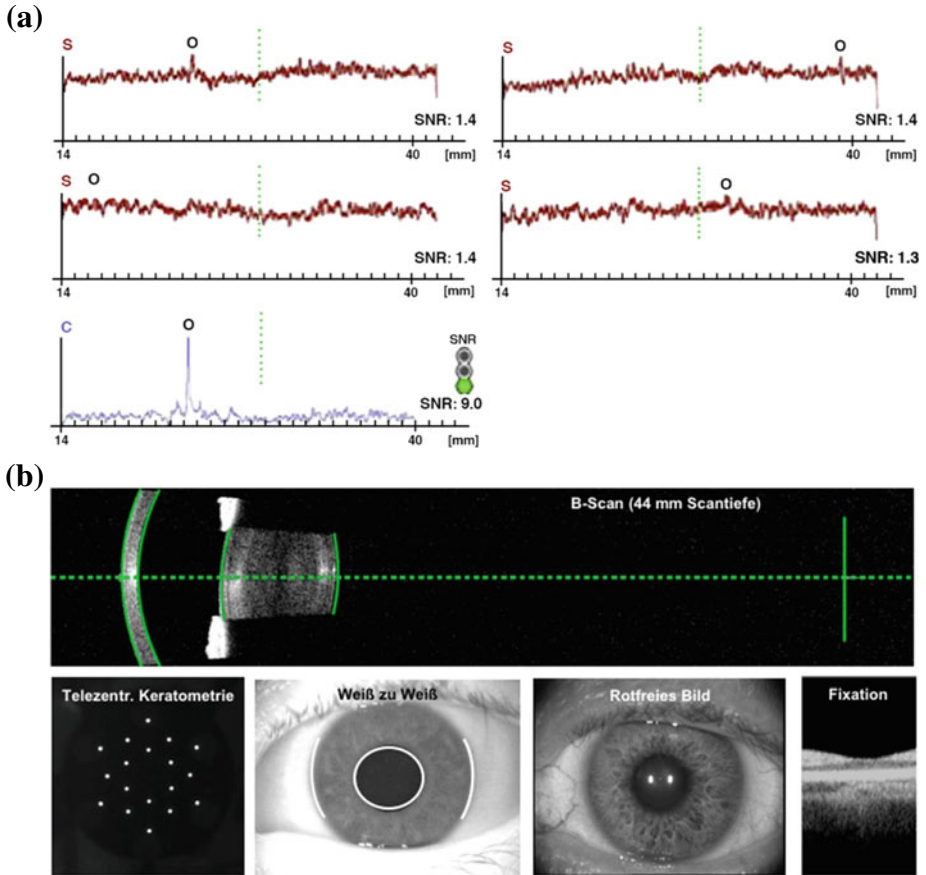 (a)
S
O
SNR: 1.4
14
40
[mm]
S
O
SNR: 1.4
14
40
[mm]
S
O
SNR: 1.4
14
40
[mm]
S
O
SNR: 1.3
14
40
[mm]
C
O
SNR
SNR: 9.0
14
40
[mm]
(b)
B-Scan (44 mm Scantiefe)
Telezentr. Keratometrie
Weiß zu Weiß
Rotfreies Bild
Fixation